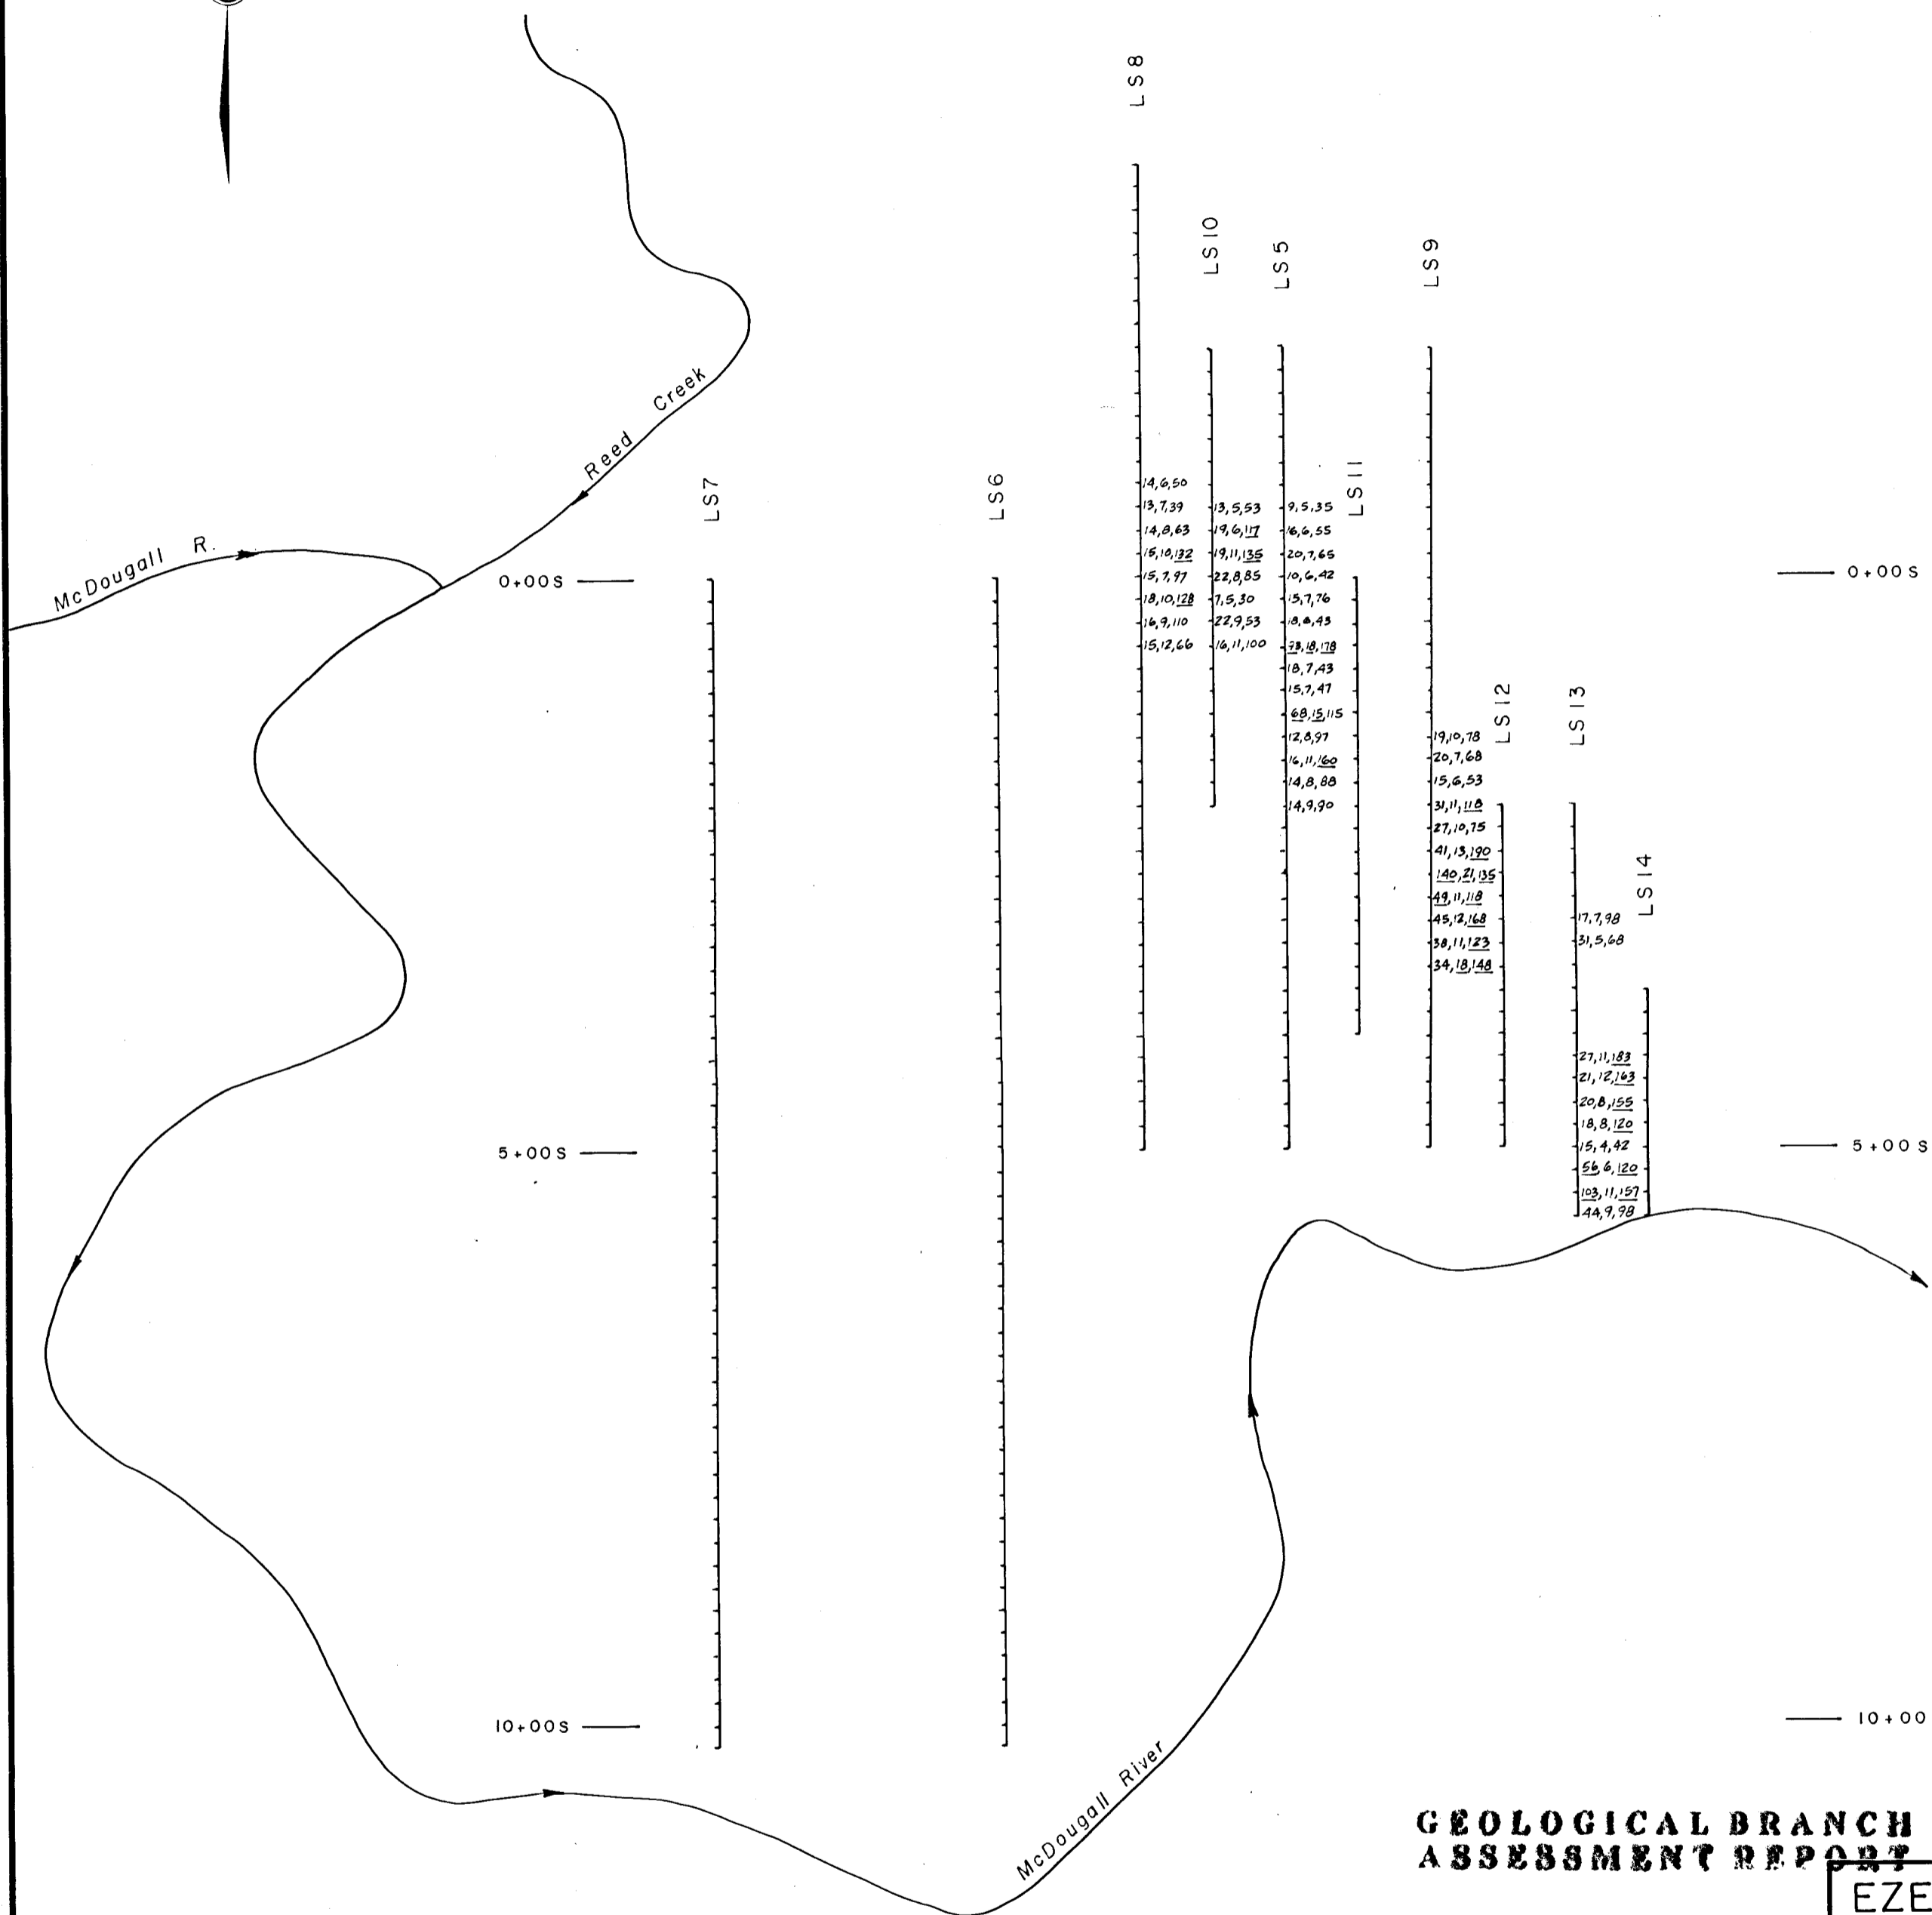 LS8
LS10
LS5
LS9
LS11
LS7
LS6
Reed Creek
McDougall R.
0+00S
0+00S
14,6,50
13,7,39
14,8,63
15,10,132
15,7,97
18,10,128
16,9,110
15,12,66
13,5,53
19,6,117
19,11,135
22,8,85
7,5,30
22,9,53
16,11,100
9,5,35
16,6,55
20,7,65
10,6,42
15,7,76
73,18,178
18,7,43
15,7,47
68,15,115
12,8,97
16,11,160
14,8,88
14,9,90
LS12
LS13
LS14
19,10,78
20,7,68
15,6,53
31,11,118
27,10,75
41,13,190
140,21,135
49,11,118
45,12,168
38,11,123
34,18,148
17,7,98
31,5,68
27,11,183
21,12,163
20,8,155
18,8,120
15,4,42
56,6,120
103,11,157
44,9,98
5+00S
5+00S
10+00S
10+00
McDougall River
GEOLOGICAL BRANCH
ASSESSMENT REPORT
EZE